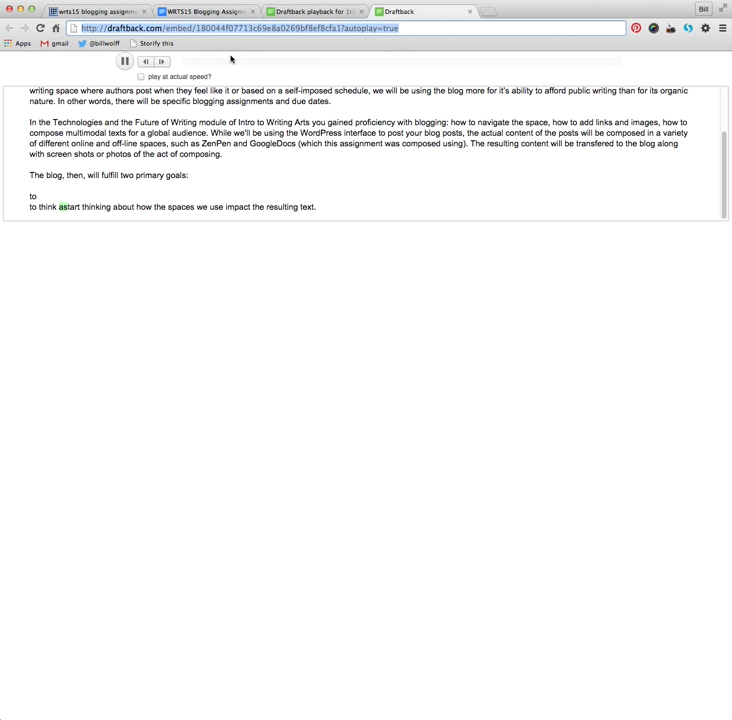 wrts15 blogging assignme
WRTS15 Blogging Assignm
Draftback playback for
Draftback
Bill
http://draftback.com/embed/180044f07713c69e8a0269bf8ef8cfa1?autoplay=true
Apps
gmail
@billwolff
Storify this
play at actual speed?
writing space where authors post when they feel like it or based on a self-imposed schedule, we will be using the blog more for it's ability to afford public writing than for its organic
nature. In other words, there will be specific blogging assignments and due dates.
In the Technologies and the Future of Writing module of Intro to Writing Arts you gained proficiency with blogging: how to navigate the space, how to add links and images, how to
compose multimodal texts for a global audience. While we'll be using the WordPress interface to post your blog posts, the actual content of the posts will be composed in a variety
of different online and off-line spaces, such as ZenPen and GoogleDocs (which this assignment was composed using). The resulting content will be transfered to the blog along
with screen shots or photos of the act of composing.
The blog, then, will fulfill two primary goals:
to
to think astart thinking about how the spaces we use impact the resulting text.